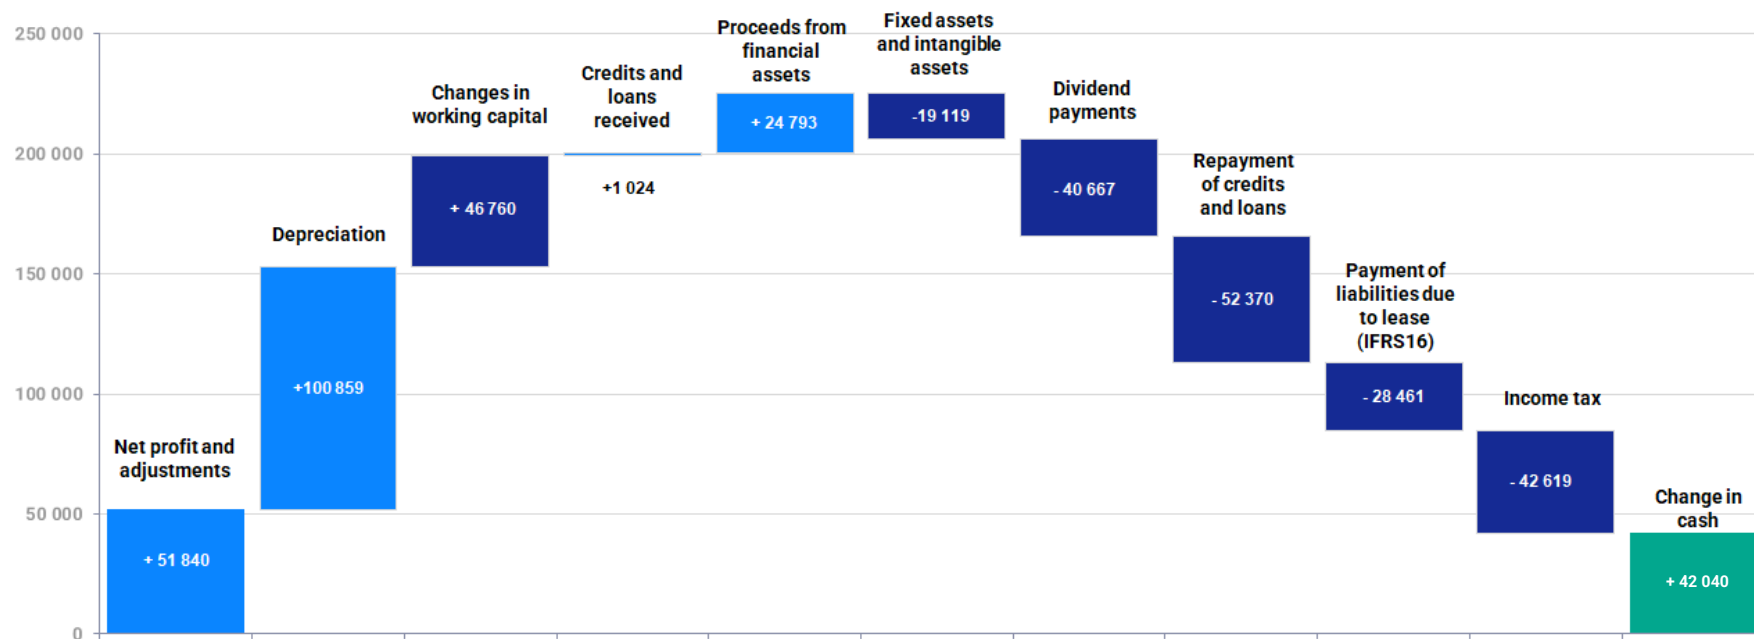 250 000
200 000
150 000
100 000
50 000
0
Net profit and
adjustments
+ 51 840
Depreciation
+100 859
Changes in
working capital
+ 46 760
Credits and
loans
received
+1 024
Proceeds from
financial
assets
+ 24 793
Fixed assets
and intangible
assets
-19 119
Dividend
payments
- 40 667
Repayment
of credits
and loans
- 52 370
Payment of
liabilities due
to lease
(IFRS16)
- 28 461
Income tax
- 42 619
Change in
cash
+ 42 040